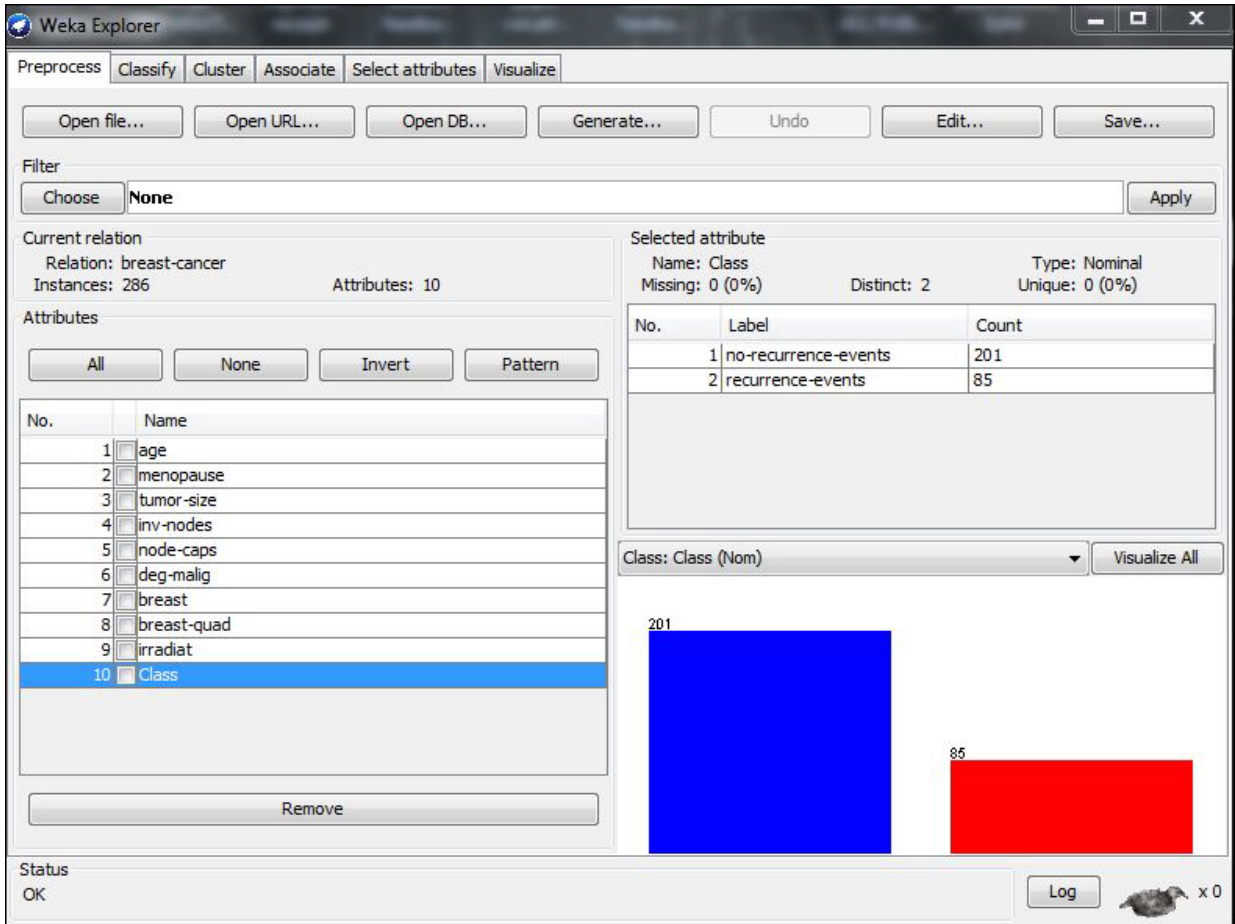 Weka Explorer
Preprocess Classify Cluster Associate Select attributes Visualize
Open file... Open URL... Open DB... Generate... Undo Edit... Save...
Filter
Choose None Apply
Current relation
Relation: breast-cancer
Instances: 286 Attributes: 10
Attributes
All None Invert Pattern
No. Name
1 age
2 menopause
3 tumor-size
4 inv-nodes
5 node-caps
6 deg-malig
7 breast
8 breast-quad
9 irradiat
10 Class
Remove
Selected attribute
Name: Class Type: Nominal
Missing: 0 (0%) Distinct: 2 Unique: 0 (0%)
No. Label Count
1 no-recurrence-events 201
2 recurrence-events 85
Class: Class (Nom) Visualize All
201
85
Status
OK
Log x 0